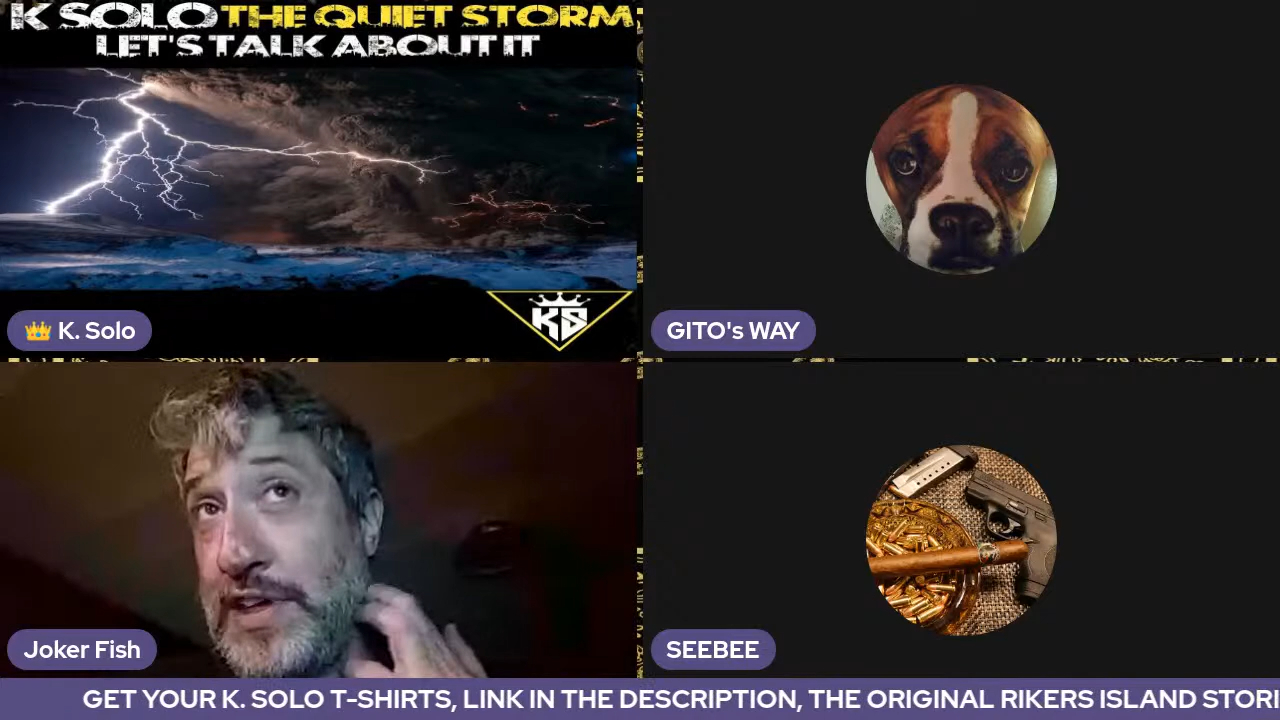 K SOLO THE QUIET STORM
LET'S TALK ABOUT IT
KS
K. Solo
GITO's WAY
Joker Fish
SEEBEE
GET YOUR K. SOLO T-SHIRTS, LINK IN THE DESCRIPTION, THE ORIGINAL RIKERS ISLAND